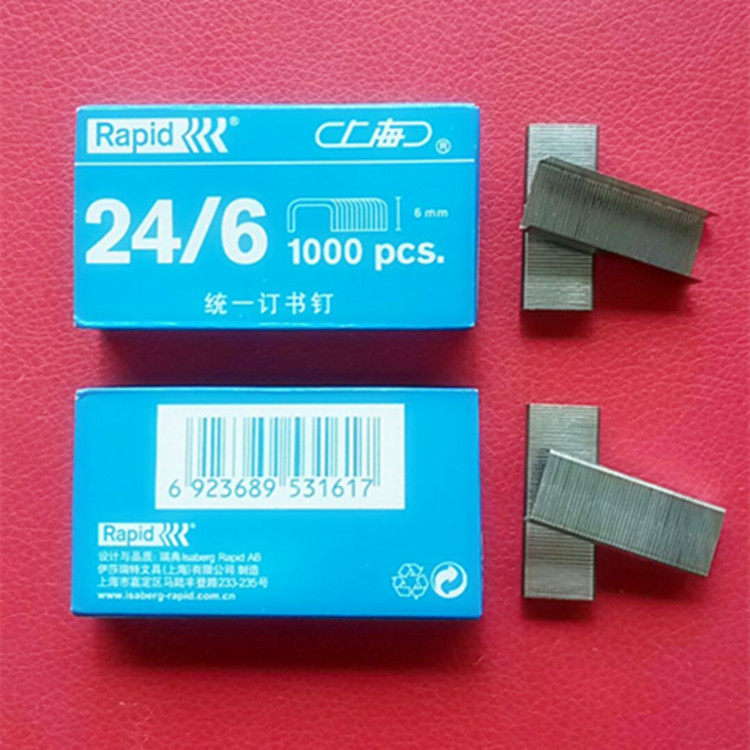 Rapid®
上海®
24/6
6 mm
1000 pcs.
统一订书钉
6 923689 531617
Rapid
设计与品质: 瑞典Isaberg Rapid AB
伊莎瑞特文具(上海)有限公司 制造
上海市嘉定区马陆丰登路233-235号
www.isaberg-rapid.com.cn